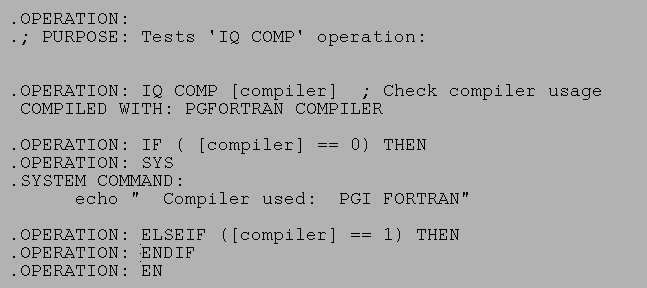 .OPERATION:
.; PURPOSE: Tests 'IQ COMP' operation:
.OPERATION: IQ COMP [compiler]  ; Check compiler usage
COMPILED WITH: PGFORTRAN COMPILER
.OPERATION: IF ( [compiler] == 0) THEN
.OPERATION: SYS
.SYSTEM COMMAND:
echo "  Compiler used:  PGI FORTRAN"
.OPERATION: ELSEIF ([compiler] == 1) THEN
.OPERATION: ENDIF
.OPERATION: EN